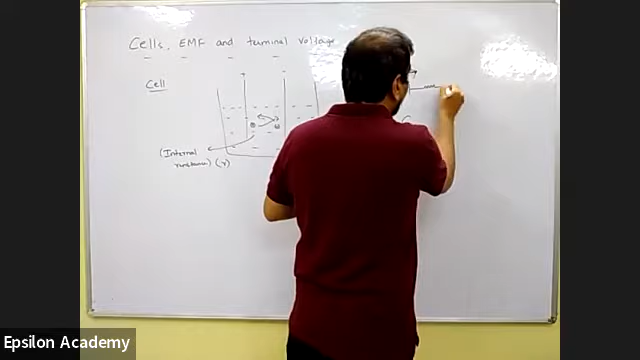 Cells, EMF and terminal voltage
Cell
+ -
(Internal
resistance) (r)
Epsilon Academy